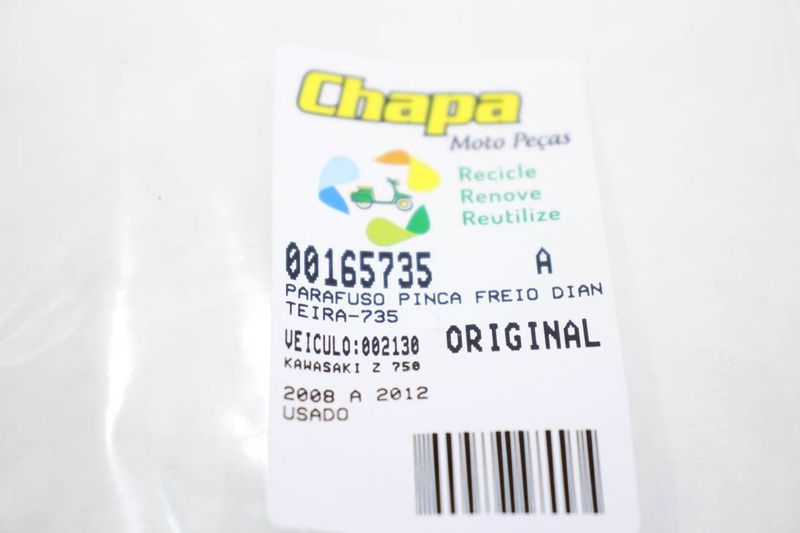 Chapa
Moto Peças
Recicle
Renove
Reutilize
00165735 A
PARAFUSO PINCA FREIO DIAN
TEIRA-735
VEICULO:002130 ORIGINAL
KAWASAKI Z 750
2008 A 2012
USADO